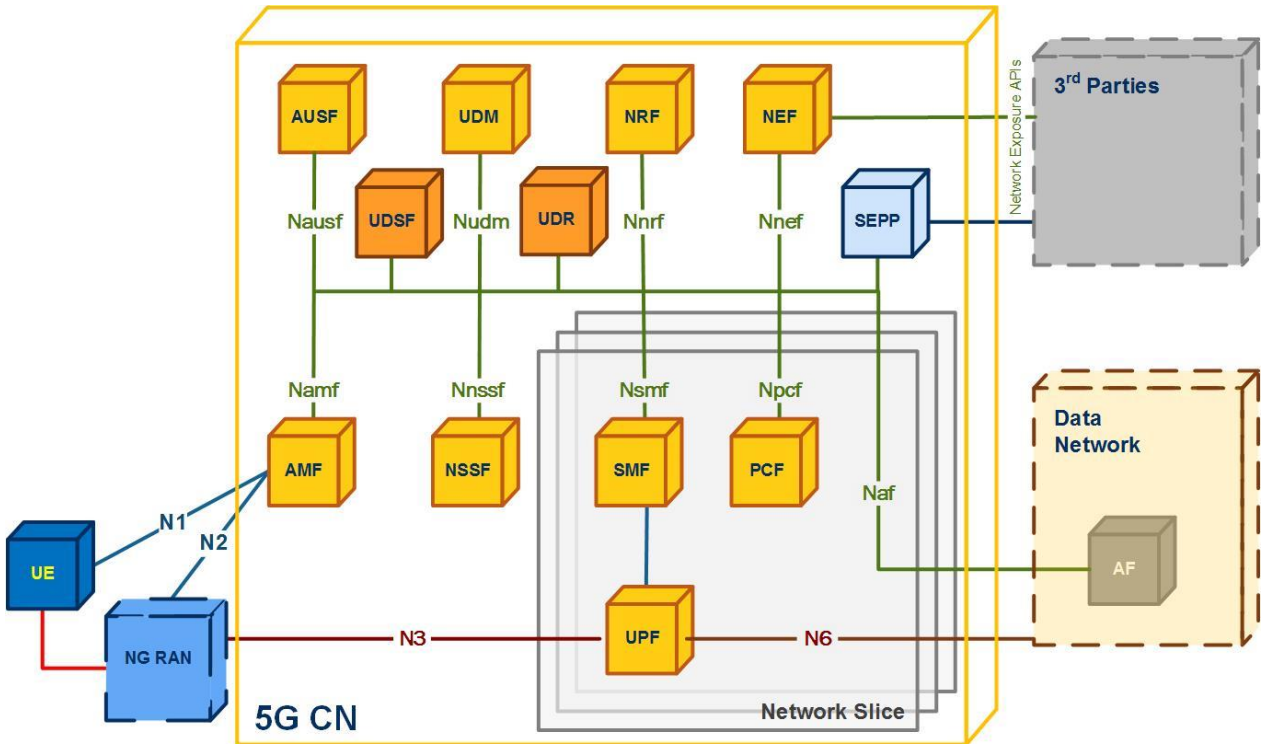 AUSF
UDM
NRF
NEF
Network Exposure APIs
3rd Parties
UDSF
UDR
SEPP
Nausf
Nudm
Nnrf
Nnef
Namf
Nnssf
Nsmf
Npcf
AMF
NSSF
SMF
PCF
Naf
Data
Network
N1
N2
UE
AF
NG RAN
N3
UPF
N6
5G CN
Network Slice